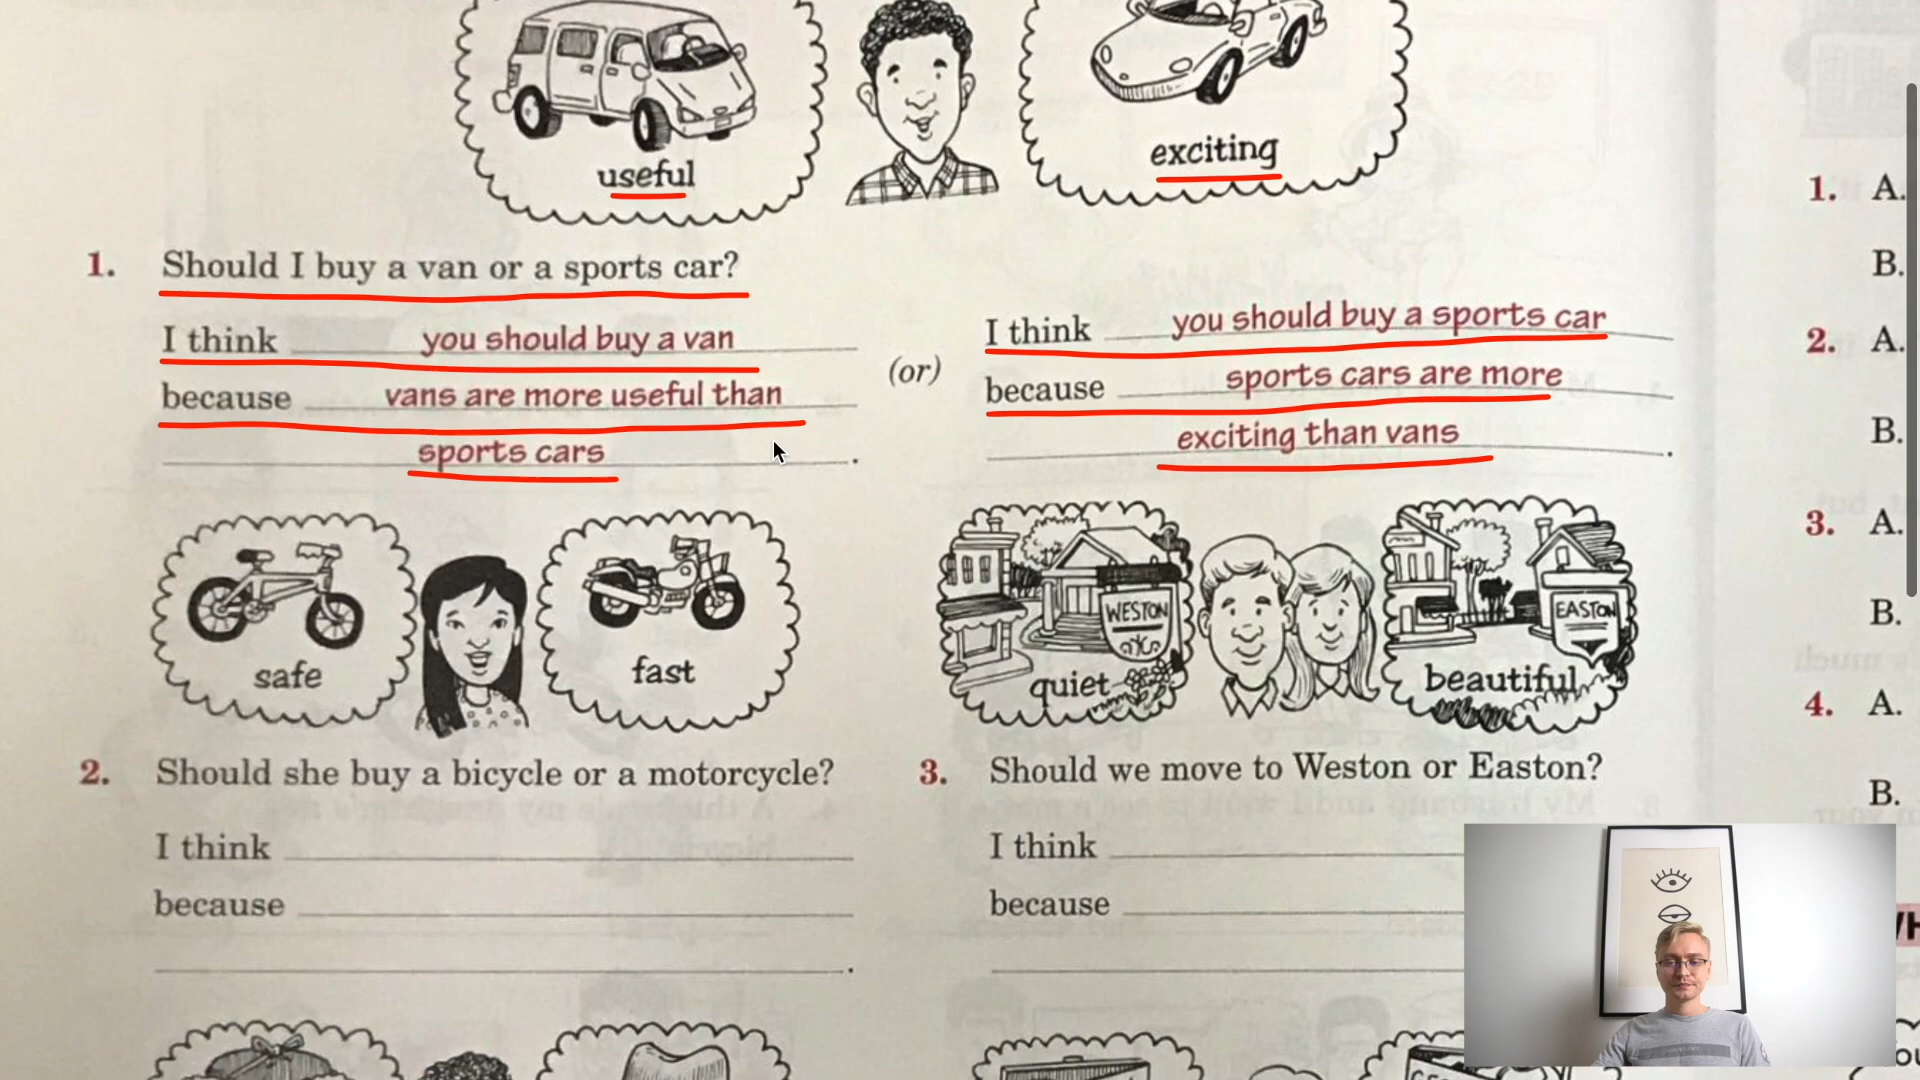 useful
exciting
1. Should I buy a van or a sports car?
I think you should buy a van
because vans are more useful than
sports cars.
(or)
I think you should buy a sports car
because sports cars are more
exciting than vans.
safe
fast
WESTON
quiet
EASTON
beautiful
2. Should she buy a bicycle or a motorcycle?
I think
because
.
3. Should we move to Weston or Easton?
I think
because
1. A.
B.
2. A.
B.
3. A.
B.
4. A.
B.